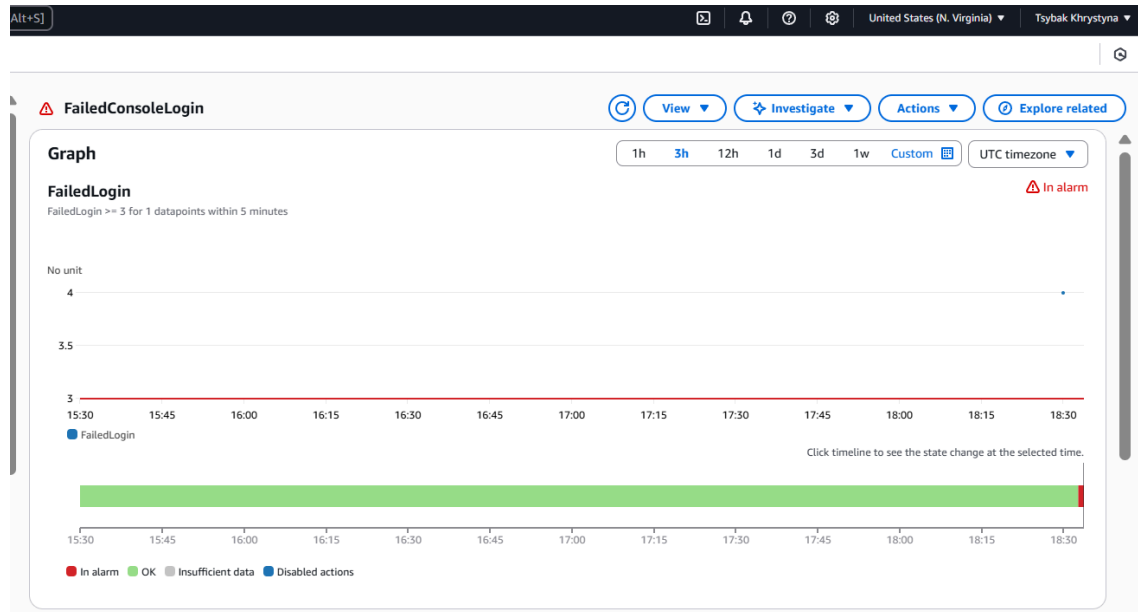 Alt+S] United States (N. Virginia) ▼ Tsybak Khrystyna ▼
FailedConsoleLogin View ▼ Investigate ▼ Actions ▼ Explore related
Graph 1h 3h 12h 1d 3d 1w Custom UTC timezone ▼
FailedLogin In alarm
FailedLogin >= 3 for 1 datapoints within 5 minutes
No unit
4
3.5
3
15:30 15:45 16:00 16:15 16:30 16:45 17:00 17:15 17:30 17:45 18:00 18:15 18:30
FailedLogin
Click timeline to see the state change at the selected time.
15:30 15:45 16:00 16:15 16:30 16:45 17:00 17:15 17:30 17:45 18:00 18:15 18:30
In alarm OK Insufficient data Disabled actions